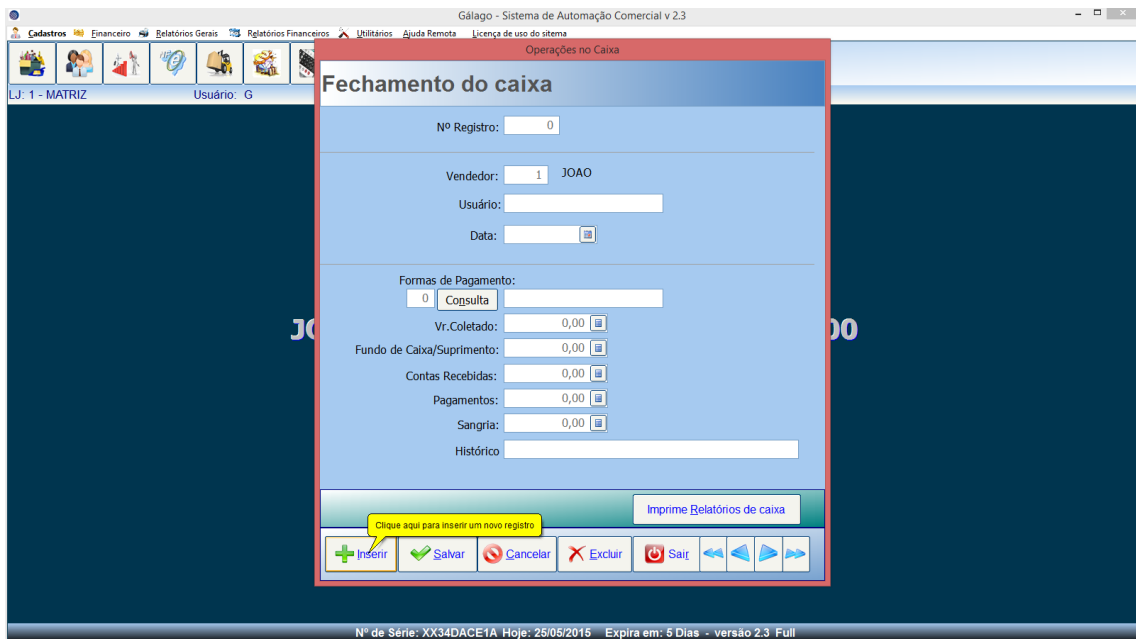 Gálago - Sistema de Automação Comercial v 2.3
Cadastros Financeiro Relatórios Gerais Relatórios Financeiros Utilitários Ajuda Remota Licença de uso do sitema
Operações no Caixa
LJ: 1 - MATRIZ Usuário: G
Fechamento do caixa
Nº Registro: 0
Vendedor: 1 JOAO
Usuário:
Data:
Formas de Pagamento:
0 Consulta
Vr.Coletado: 0,00
Fundo de Caixa/Suprimento: 0,00
Contas Recebidas: 0,00
Pagamentos: 0,00
Sangria: 0,00
Histórico
Imprime Relatórios de caixa
Clique aqui para inserir um novo registro
Inserir Salvar Cancelar Excluir Sair
Nº de Série: XX34DACE1A Hoje: 25/05/2015 Expira em: 5 Dias - versão 2.3 Full